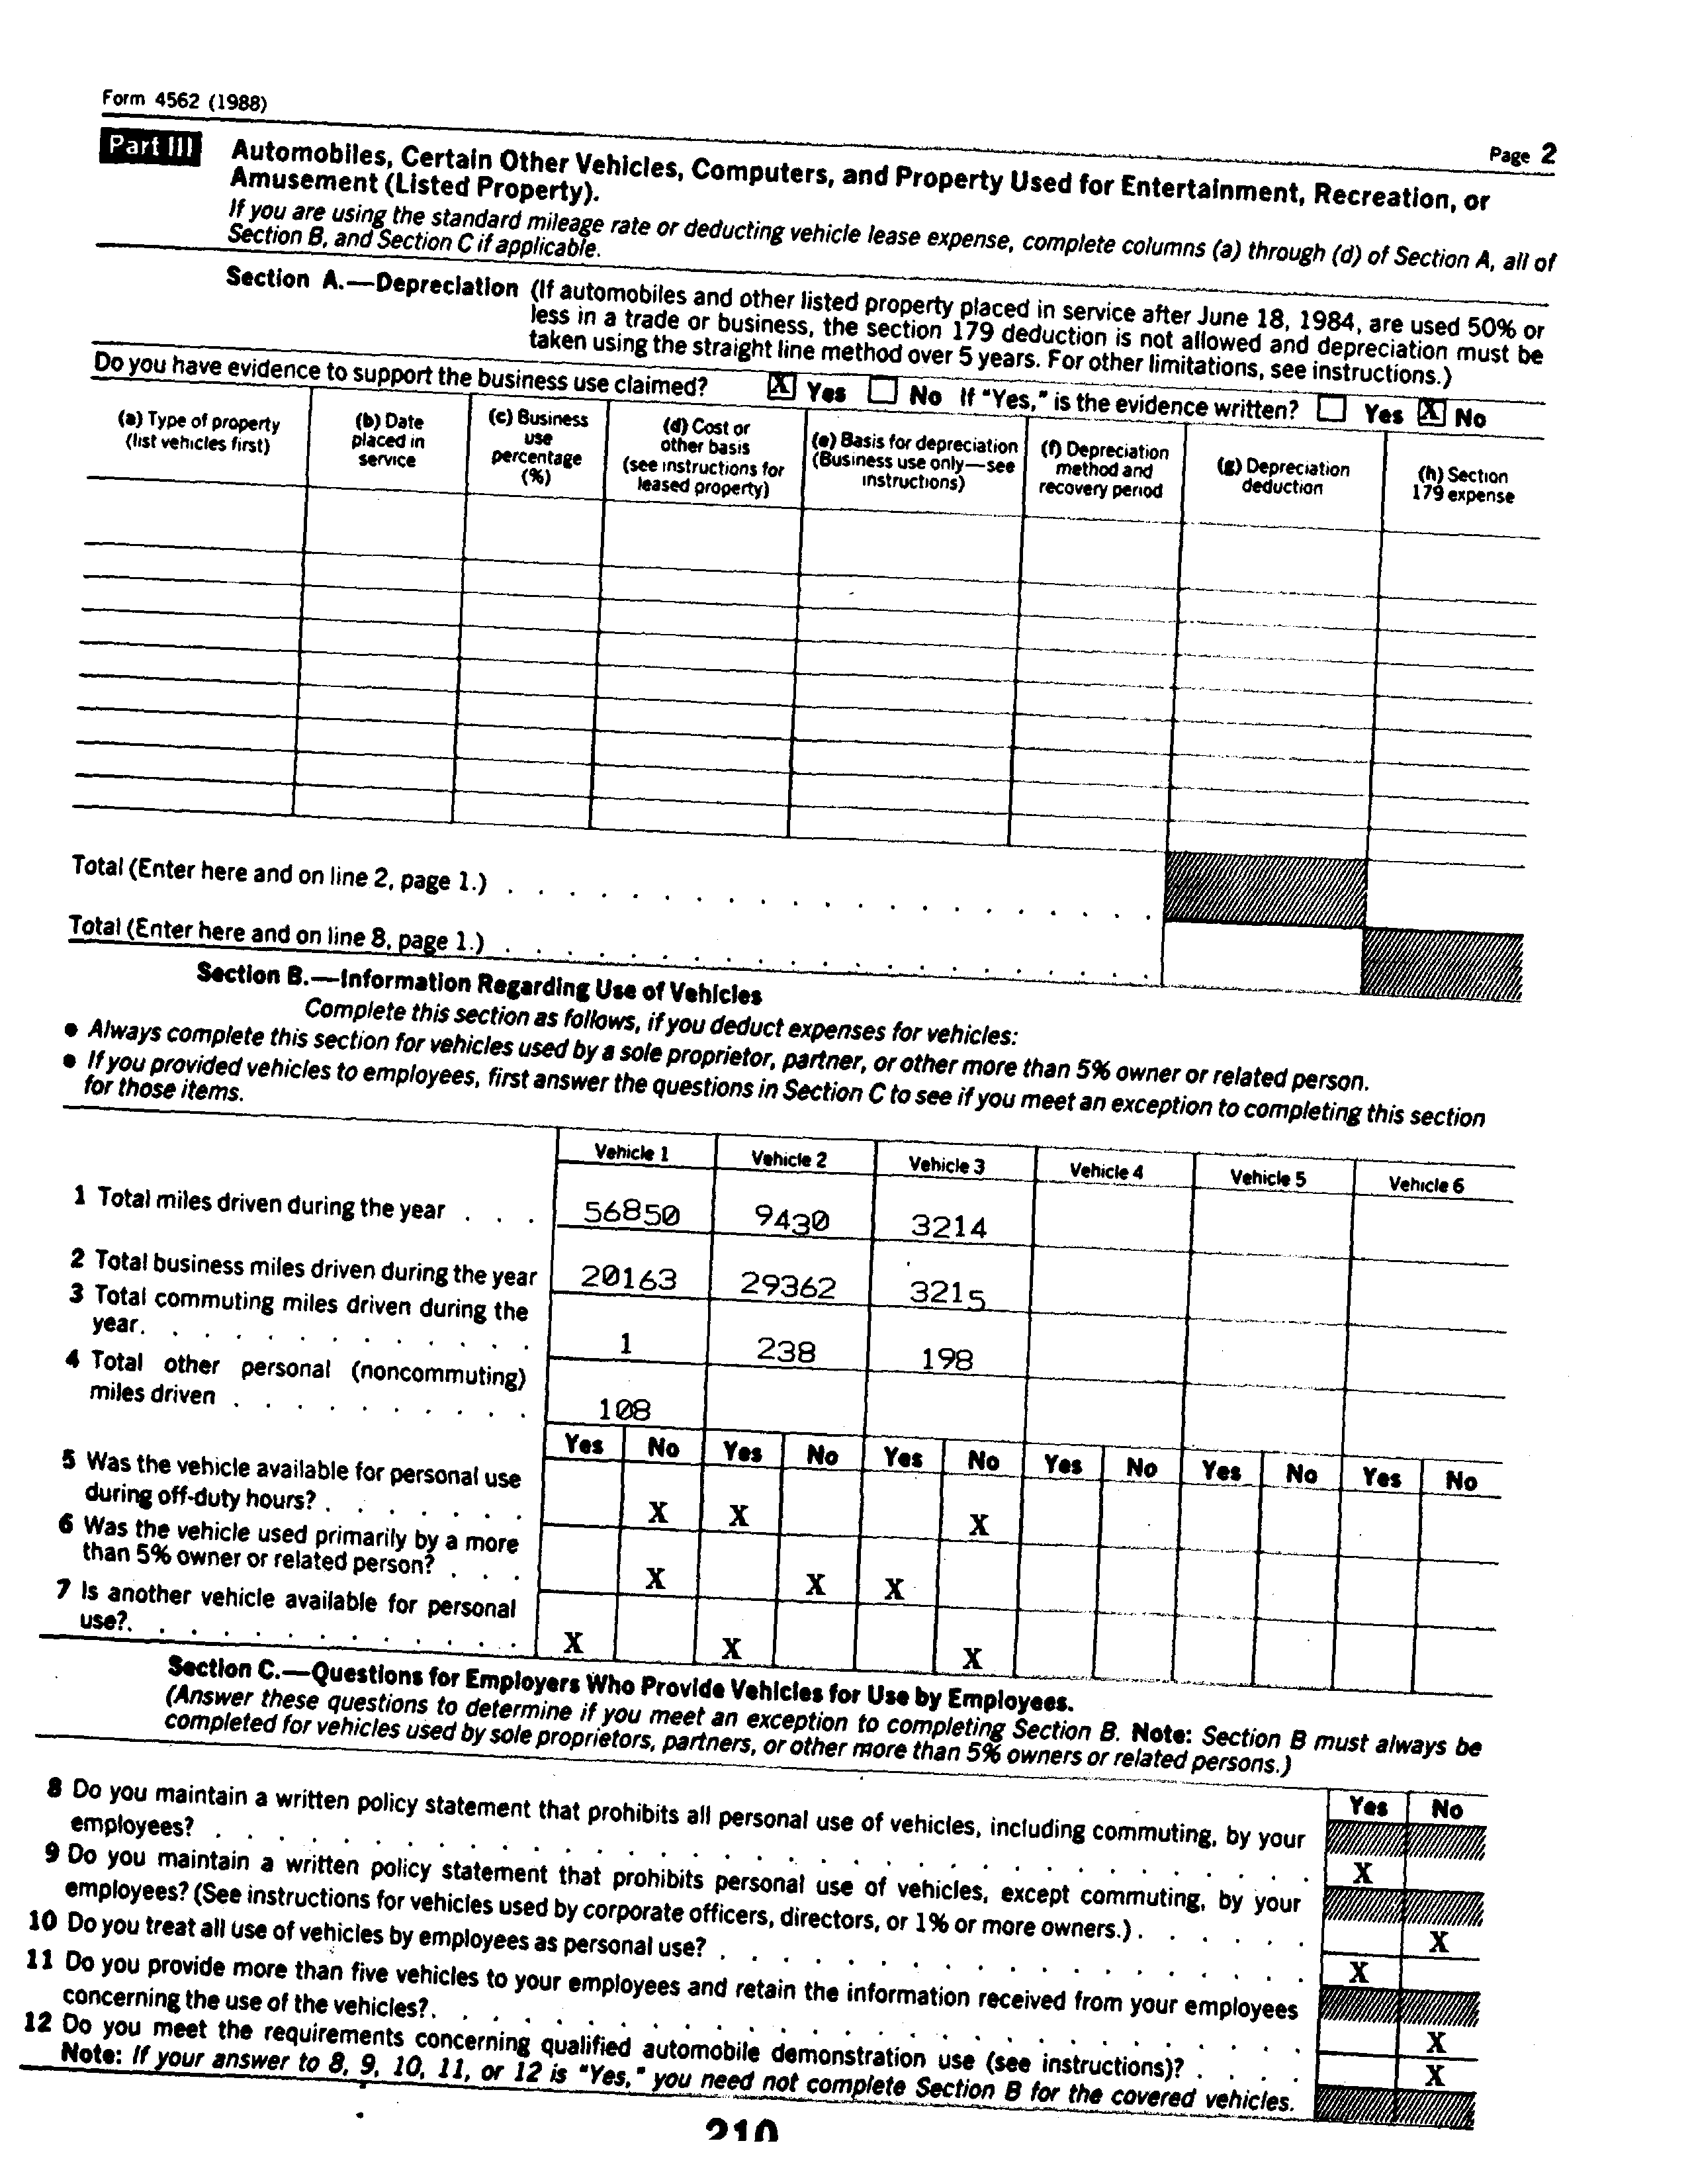 Form 4562 (1988)
Page 2
Part III Automobiles, Certain Other Vehicles, Computers, and Property Used for Entertainment, Recreation, or
Amusement (Listed Property).
If you are using the standard mileage rate or deducting vehicle lease expense, complete columns (a) through (d) of Section A, all of
Section B, and Section C if applicable.
Section A.—Depreciation (If automobiles and other listed property placed in service after June 18, 1984, are used 50% or
less in a trade or business, the section 179 deduction is not allowed and depreciation must be
taken using the straight line method over 5 years. For other limitations, see instructions.)
Do you have evidence to support the business use claimed? X Yes No If "Yes," is the evidence written? Yes X No
(a) Type of property
(list vehicles first)
(b) Date
placed in
service
(c) Business
use
percentage
(%)
(d) Cost or
other basis
(see instructions for
leased property)
(e) Basis for depreciation
(Business use only—see
instructions)
(f) Depreciation
method and
recovery period
(g) Depreciation
deduction
(h) Section
179 expense
Total (Enter here and on line 2, page 1.) . . . . . . . . . . . . . . . . . . . . .
Total (Enter here and on line 8, page 1.) . . . . . . . . . . . . . . . . . . . . .
Section B.—Information Regarding Use of Vehicles
Complete this section as follows, if you deduct expenses for vehicles:
● Always complete this section for vehicles used by a sole proprietor, partner, or other more than 5% owner or related person.
● If you provided vehicles to employees, first answer the questions in Section C to see if you meet an exception to completing this section
for those items.
Vehicle 1 Vehicle 2 Vehicle 3 Vehicle 4 Vehicle 5 Vehicle 6
1 Total miles driven during the year . . . 56850 9430 3214
2 Total business miles driven during the year 20163 29362 3215
3 Total commuting miles driven during the
year. . . . . . . . . . . . . . 1 238 198
4 Total other personal (noncommuting)
miles driven . . . . . . . . . . 108
Yes No Yes No Yes No Yes No Yes No Yes No
5 Was the vehicle available for personal use
during off-duty hours? . . . . . . . X X X
6 Was the vehicle used primarily by a more
than 5% owner or related person? . . . X X X
7 Is another vehicle available for personal
use?. . . . . . . . . . . . . . X X X
Section C.—Questions for Employers Who Provide Vehicles for Use by Employees.
(Answer these questions to determine if you meet an exception to completing Section B. Note: Section B must always be
completed for vehicles used by sole proprietors, partners, or other more than 5% owners or related persons.)
Yes No
8 Do you maintain a written policy statement that prohibits all personal use of vehicles, including commuting, by your
employees? . . . . . . . . . . . . . . . . . . . . . . . . . . . . . . X
9 Do you maintain a written policy statement that prohibits personal use of vehicles, except commuting, by your
employees? (See instructions for vehicles used by corporate officers, directors, or 1% or more owners.) . . . . . . X
10 Do you treat all use of vehicles by employees as personal use? . . . . . . . . . . . . . . . . . . . X
11 Do you provide more than five vehicles to your employees and retain the information received from your employees
concerning the use of the vehicles?. . . . . . . . . . . . . . . . . . . . . . . . . . . . X
12 Do you meet the requirements concerning qualified automobile demonstration use (see instructions)? . . . . X
Note: If your answer to 8, 9, 10, 11, or 12 is "Yes," you need not complete Section B for the covered vehicles.
210